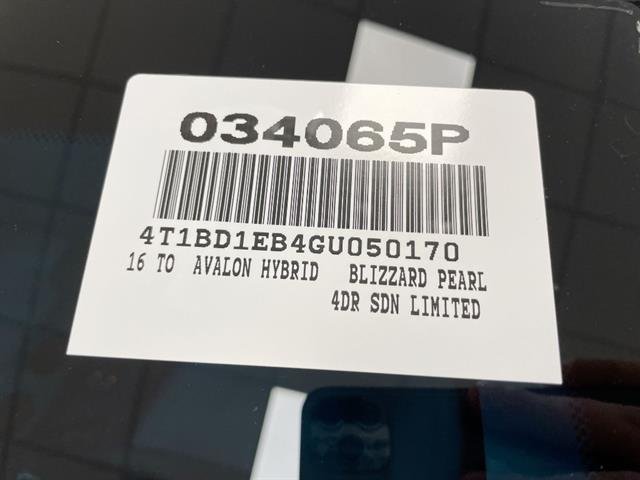 034065P
4T1BD1EB4GU050170
16 TO AVALON HYBRID BLIZZARD PEARL
4DR SDN LIMITED